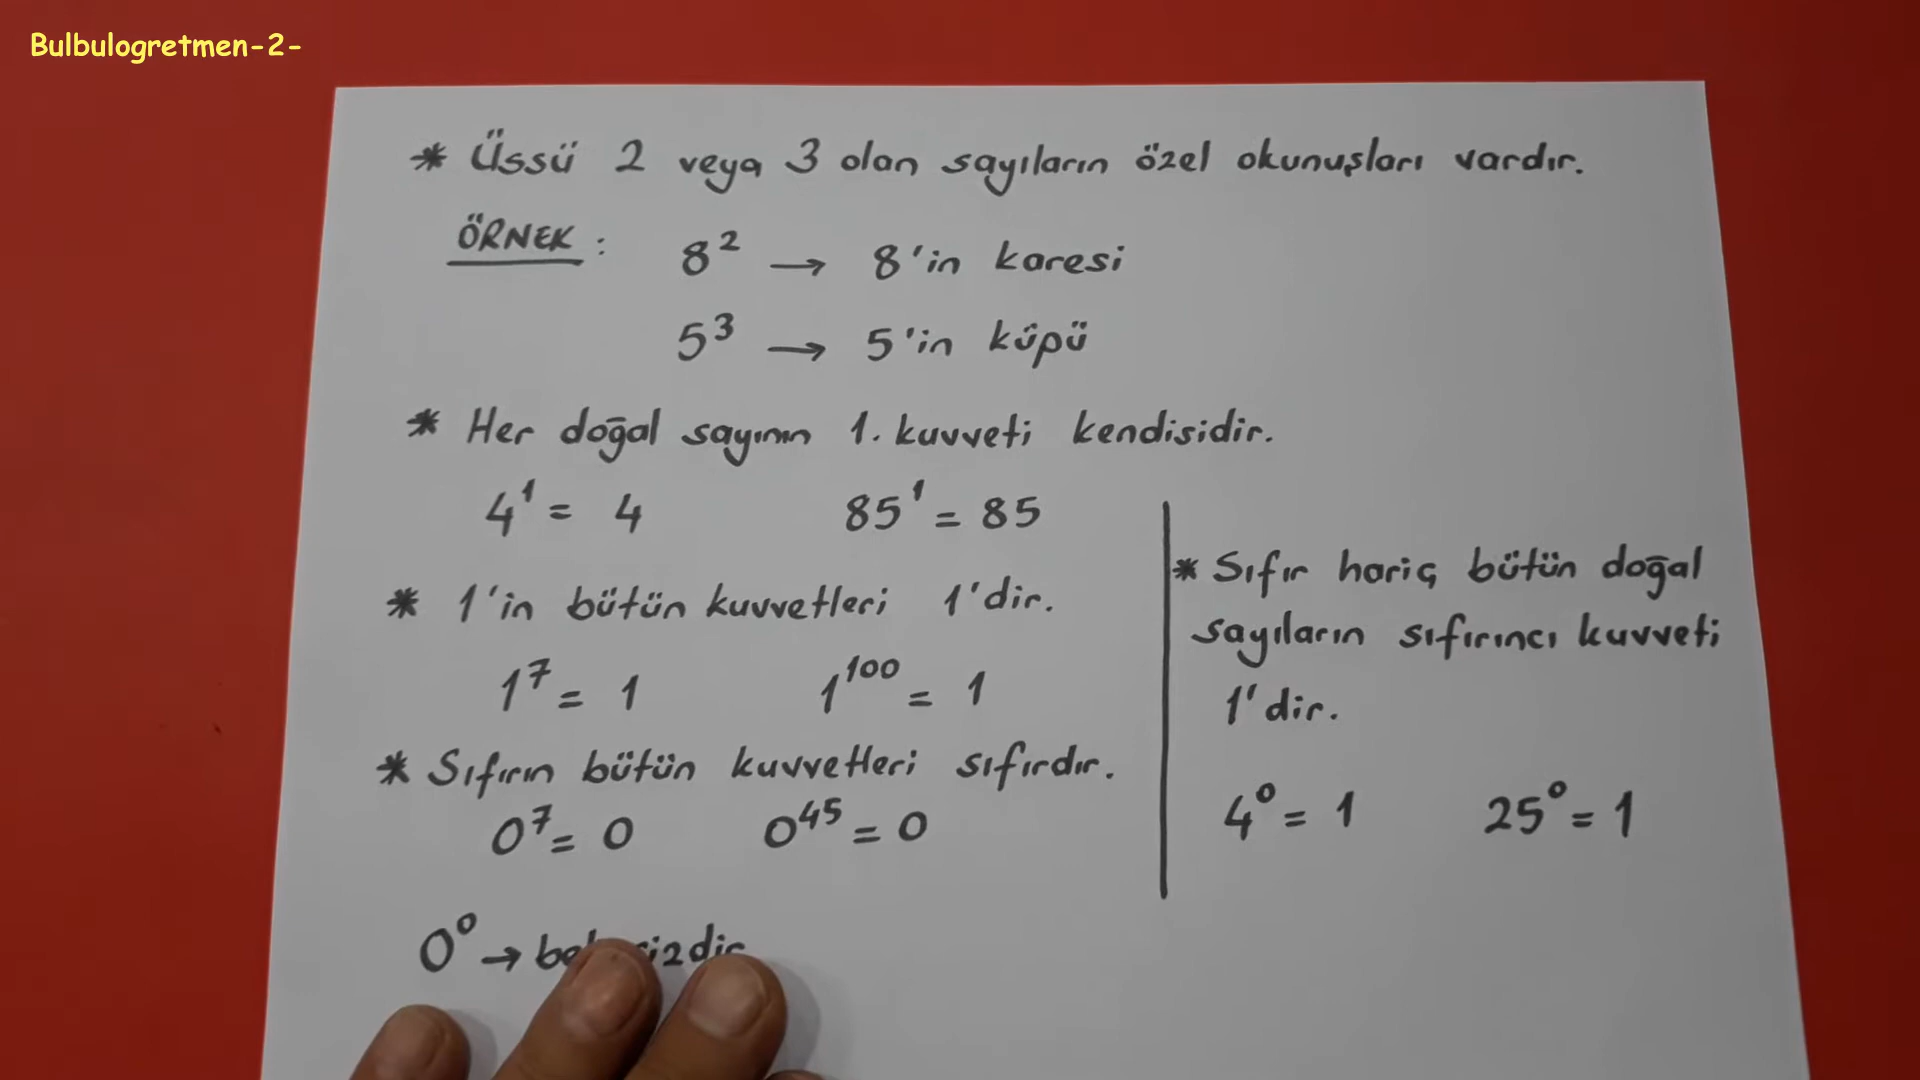 Bulbulogretmen-2-
* Üssü 2 veya 3 olan sayıların özel okunuşları vardır.
ÖRNEK : 8² → 8'in karesi
5³ → 5'in küpü
* Her doğal sayının 1. kuvveti kendisidir.
4¹ = 4 85¹ = 85
* 1'in bütün kuvvetleri 1'dir.
1⁷ = 1 1¹⁰⁰ = 1
* Sıfırın bütün kuvvetleri sıfırdır.
0⁷ = 0 0⁴⁵ = 0
0⁰ →
* Sıfır hariç bütün doğal
sayıların sıfırıncı kuvveti
1'dir.
4⁰ = 1 25⁰ = 1